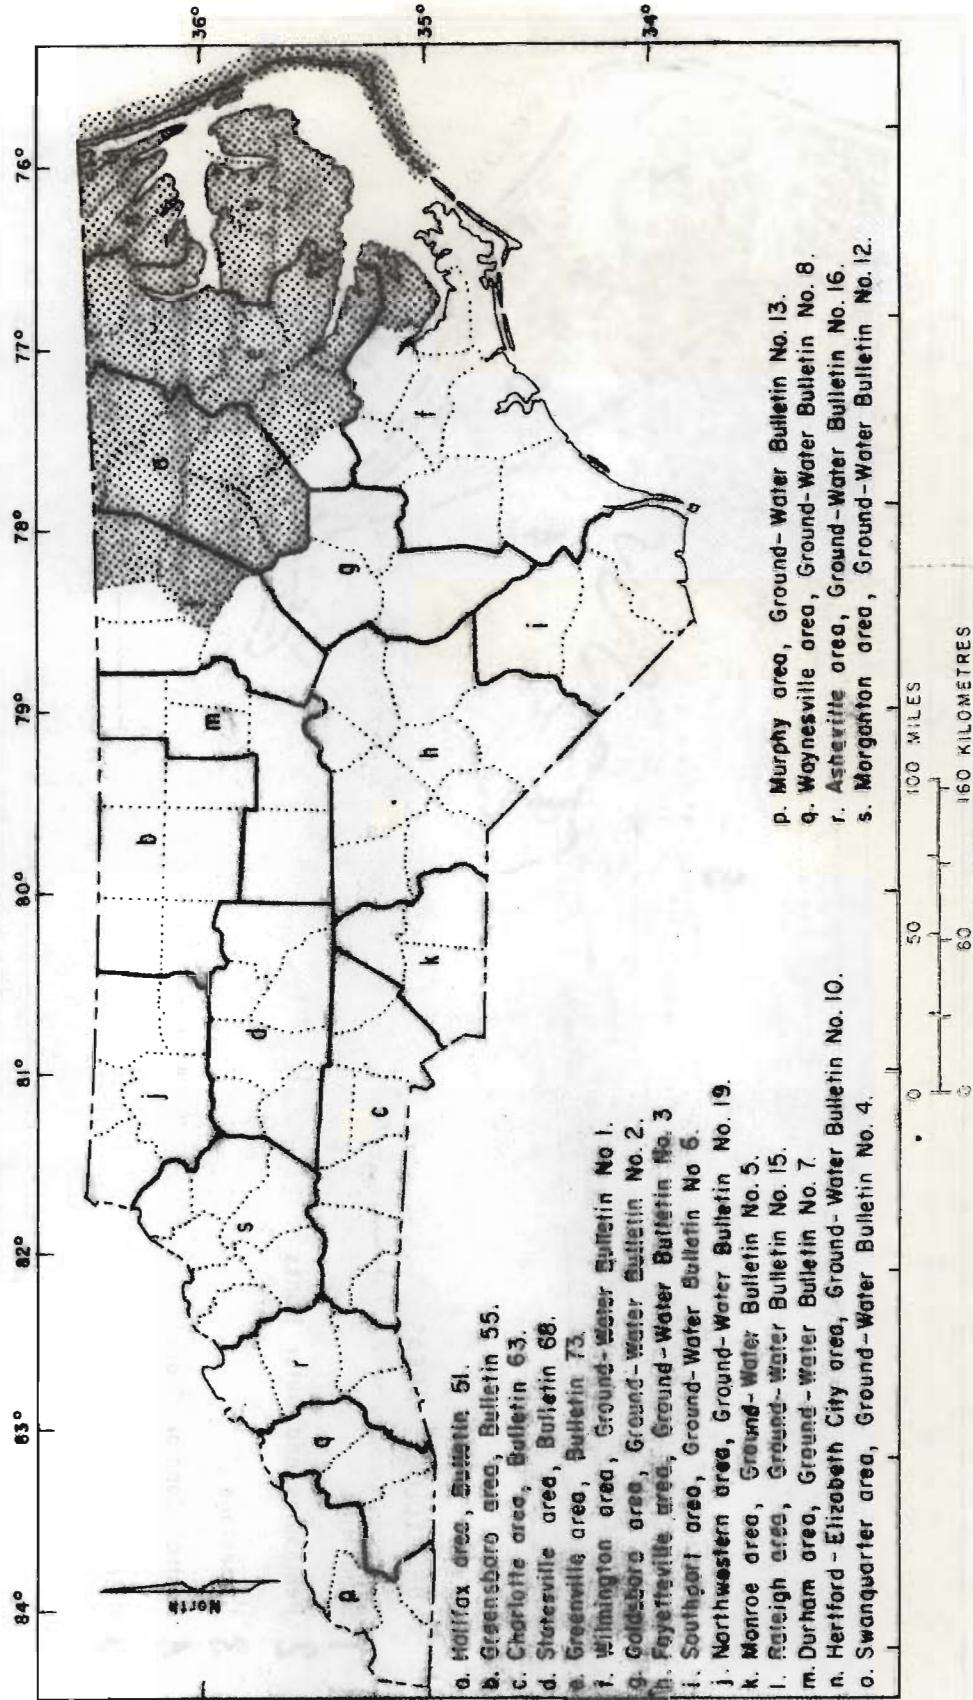 84° 83° 82° 81° 80° 79° 78° 77° 76°
36°
35°
34°
North
p
q
r
s
j
d
c
b
k
m
h
g
i
f
a
a. Halifax area, Bulletin 51.
b. Greensboro area, Bulletin 55.
c. Charlotte area, Bulletin 63.
d. Statesville area, Bulletin 68.
e. Greenville area, Bulletin 73.
f. Wilmington area, Ground-Water Bulletin No 1.
g. Goldsboro area, Ground-Water Bulletin No. 2.
h. Fayetteville area, Ground-Water Bulletin No. 3
i. Southport area, Ground-Water Bulletin No 6.
j. Northwestern area, Ground-Water Bulletin No. 19.
k. Monroe area, Ground-Water Bulletin No. 5.
l. Raleigh area, Ground-Water Bulletin No. 15.
m. Durham area, Ground-Water Bulletin No. 7.
n. Hertford-Elizabeth City area, Ground-Water Bulletin No. 10.
o. Swanquarter area, Ground-Water Bulletin No. 4.
p. Murphy area, Ground-Water Bulletin No. 13.
q. Waynesville area, Ground-Water Bulletin No. 8.
r. Asheville area, Ground-Water Bulletin No. 16.
s. Morganton area, Ground-Water Bulletin No. 12.
0 50 100 MILES
0 60 160 KILOMETRES